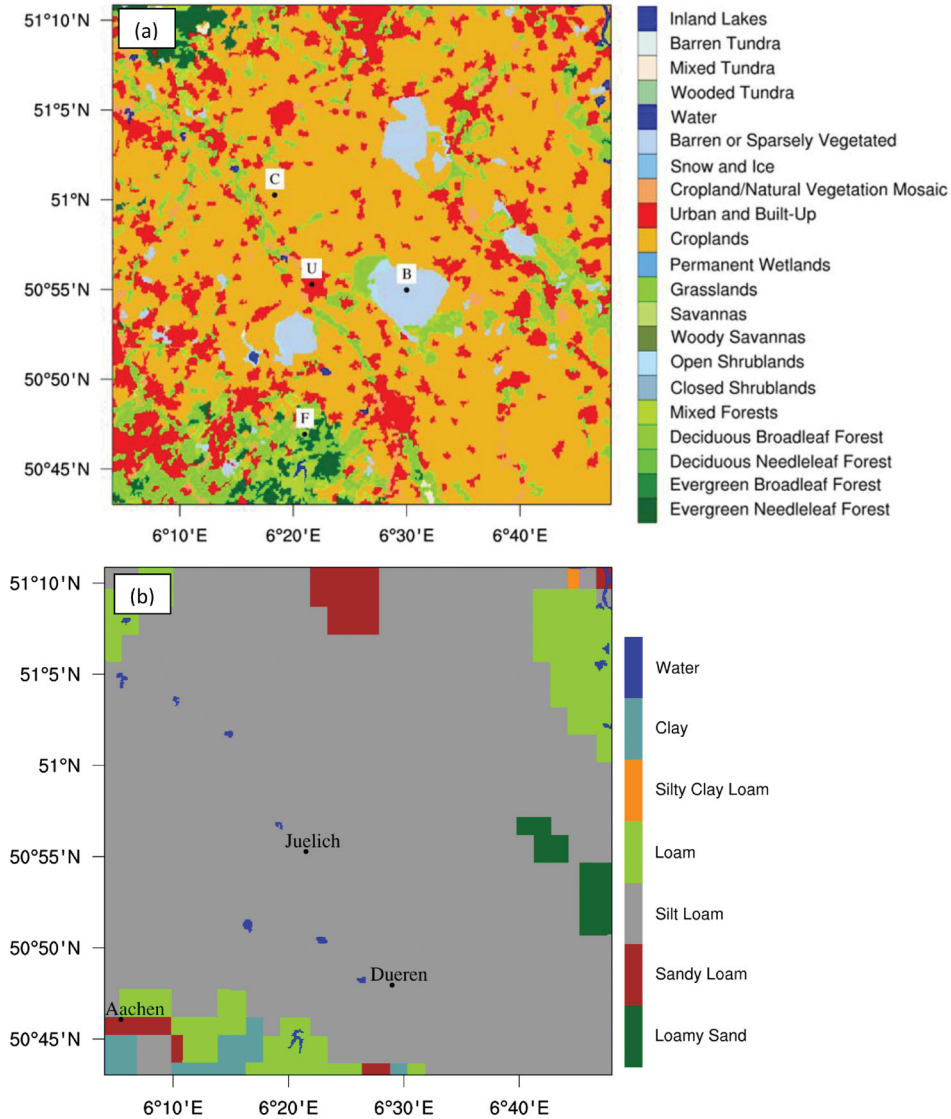 (a)
51°10'N
51°5'N
51°N
50°55'N
50°50'N
50°45'N
C
U
B
F
6°10'E
6°20'E
6°30'E
6°40'E
Inland Lakes
Barren Tundra
Mixed Tundra
Wooded Tundra
Water
Barren or Sparsely Vegetated
Snow and Ice
Cropland/Natural Vegetation Mosaic
Urban and Built-Up
Croplands
Permanent Wetlands
Grasslands
Savannas
Woody Savannas
Open Shrublands
Closed Shrublands
Mixed Forests
Deciduous Broadleaf Forest
Deciduous Needleleaf Forest
Evergreen Broadleaf Forest
Evergreen Needleleaf Forest
(b)
51°10'N
51°5'N
51°N
50°55'N
50°50'N
50°45'N
Juelich
Dueren
Aachen
6°10'E
6°20'E
6°30'E
6°40'E
Water
Clay
Silty Clay Loam
Loam
Silt Loam
Sandy Loam
Loamy Sand